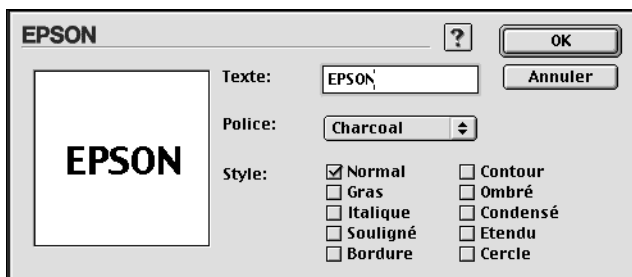 EPSON
?
OK
Texte:
EPSON
Annuler
Police:
Charcoal
EPSON
Style:
Normal
Contour
Gras
Ombré
Italique
Condensé
Souligné
Etendu
Bordure
Cercle